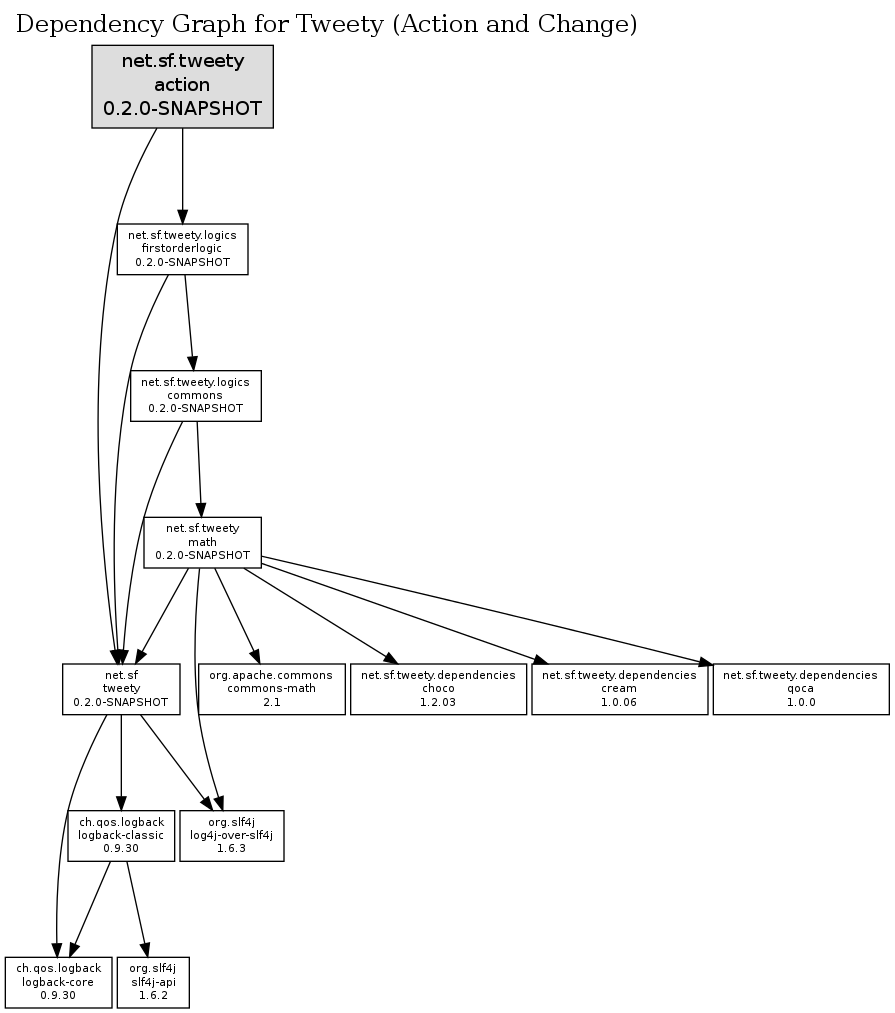 Dependency Graph for Tweety (Action and Change)
net.sf.tweety
action
0.2.0-SNAPSHOT
net.sf.tweety.logics
firstorderlogic
0.2.0-SNAPSHOT
net.sf.tweety.logics
commons
0.2.0-SNAPSHOT
net.sf.tweety
math
0.2.0-SNAPSHOT
net.sf
tweety
0.2.0-SNAPSHOT
org.apache.commons
commons-math
2.1
net.sf.tweety.dependencies
choco
1.2.03
net.sf.tweety.dependencies
cream
1.0.06
net.sf.tweety.dependencies
qoca
1.0.0
ch.qos.logback
logback-classic
0.9.30
org.slf4j
log4j-over-slf4j
1.6.3
ch.qos.logback
logback-core
0.9.30
org.slf4j
slf4j-api
1.6.2